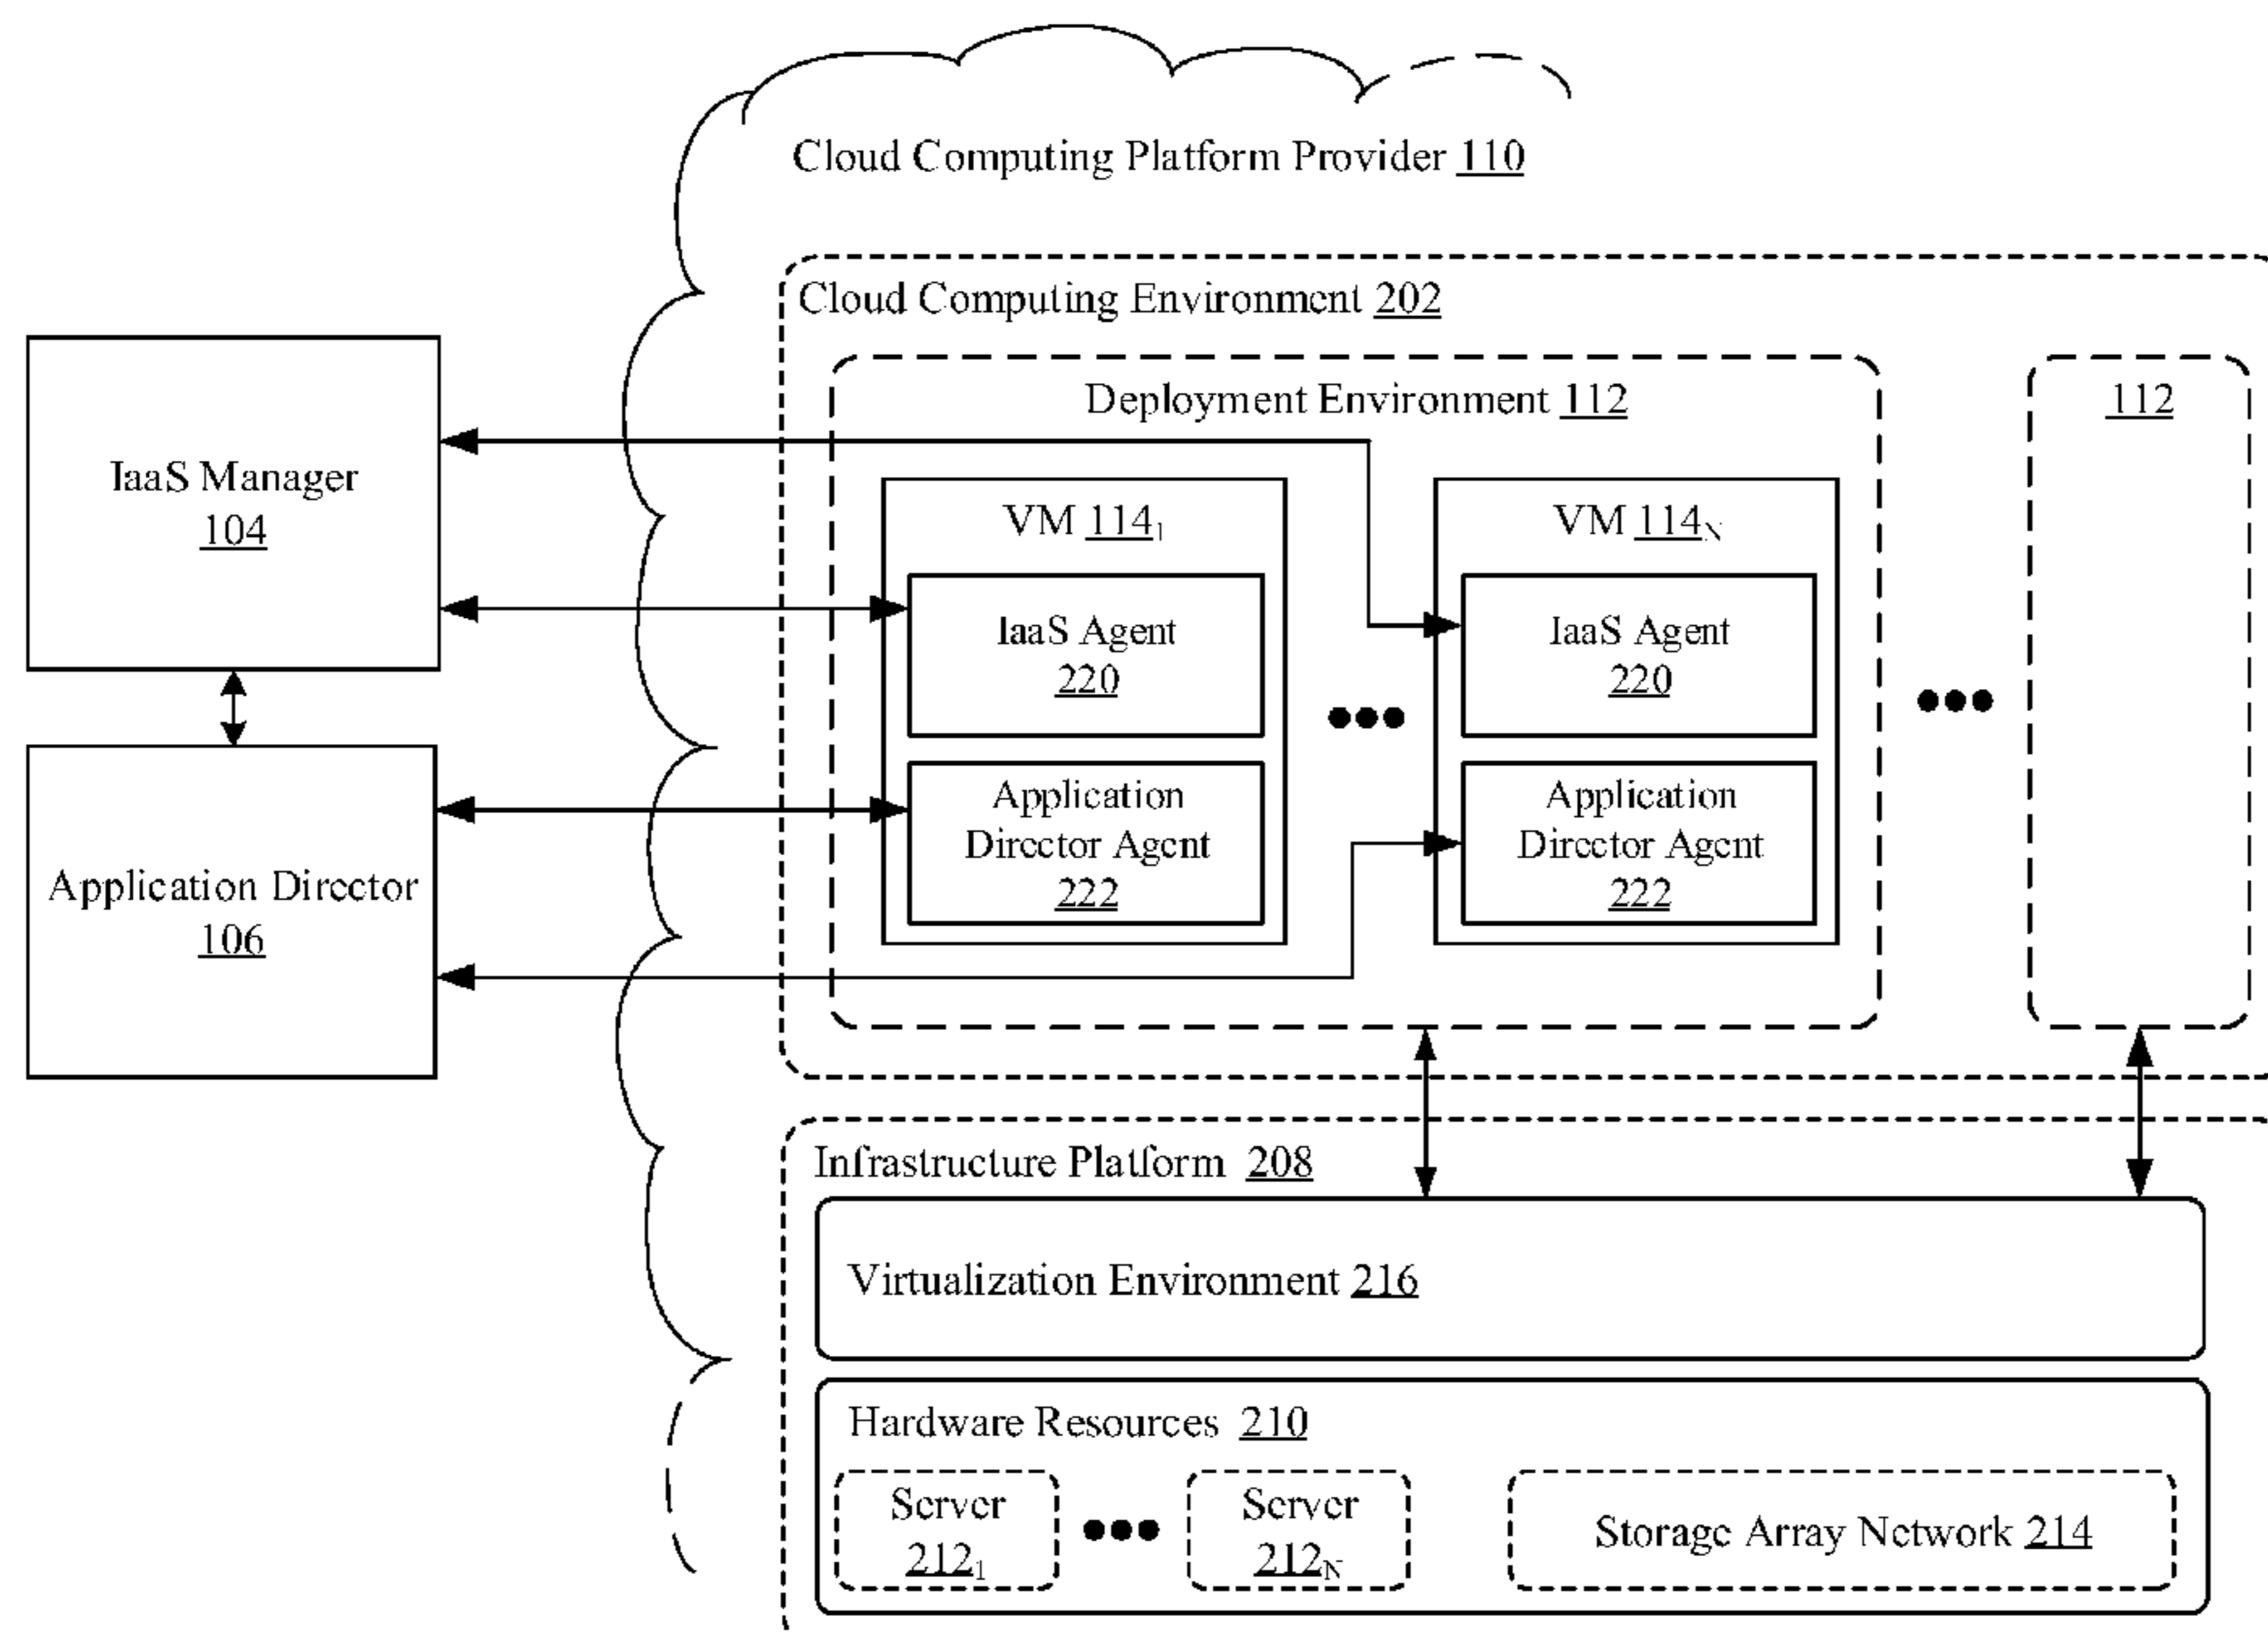 Cloud Computing Platform Provider 110
Cloud Computing Environment 202
Deployment Environment 112
112
IaaS Manager
104
VM 114₁
VM 114N
IaaS Agent
220
IaaS Agent
220
Application Director
106
Application
Director Agent
222
Application
Director Agent
222
Infrastructure Platform 208
Virtualization Environment 216
Hardware Resources 210
Server
212₁
Server
212N
Storage Array Network 214